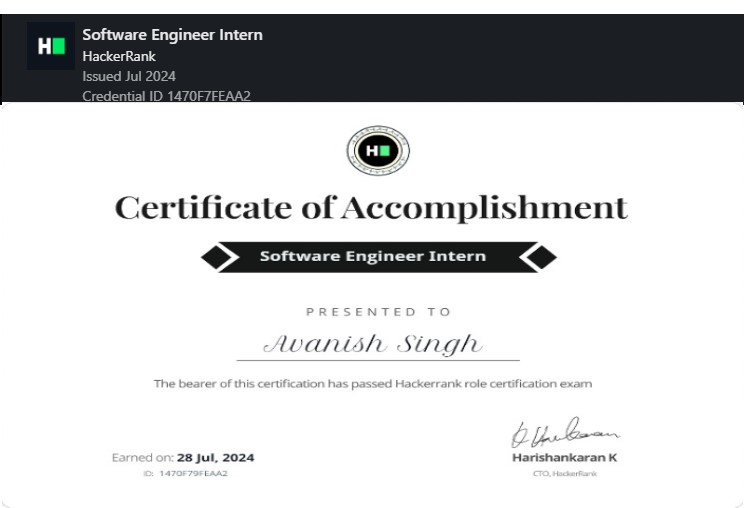 H
Software Engineer Intern
HackerRank
Issued Jul 2024
Credential ID 1470F7FEAA2
H
Certificate of Accomplishment
Software Engineer Intern
PRESENTED TO
Avanish Singh
The bearer of this certification has passed Hackerrank role certification exam
Earned on: 28 Jul, 2024
ID: 1470F79FEAA2
Harishankaran K
CTO, HackerRank